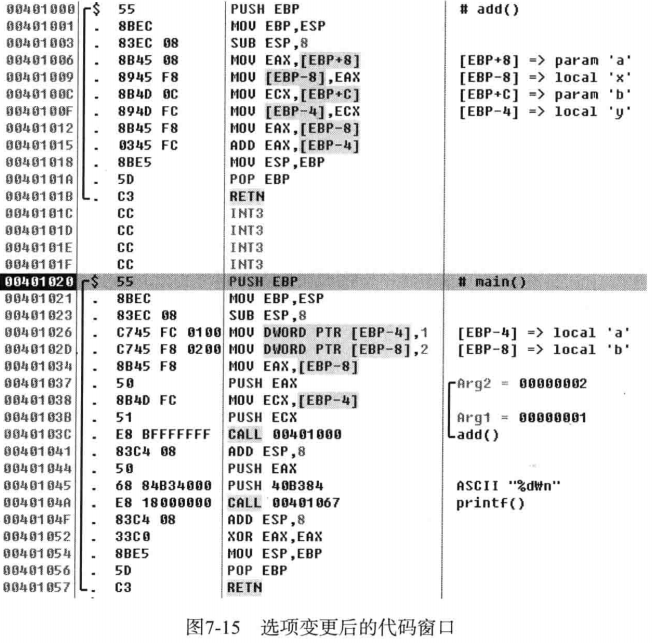 00401000 $ 55 PUSH EBP # add()
00401001 . 8BEC MOV EBP,ESP
00401003 . 83EC 08 SUB ESP,8
00401006 . 8B45 08 MOV EAX,[EBP+8] [EBP+8] => param 'a'
00401009 . 8945 F8 MOV [EBP-8],EAX [EBP-8] => local 'x'
0040100C . 8B4D 0C MOV ECX,[EBP+C] [EBP+C] => param 'b'
0040100F . 894D FC MOV [EBP-4],ECX [EBP-4] => local 'y'
00401012 . 8B45 F8 MOV EAX,[EBP-8]
00401015 . 0345 FC ADD EAX,[EBP-4]
00401018 . 8BE5 MOV ESP,EBP
0040101A . 5D POP EBP
0040101B . C3 RETN
0040101C CC INT3
0040101D CC INT3
0040101E CC INT3
0040101F CC INT3
00401020 $ 55 PUSH EBP # main()
00401021 . 8BEC MOV EBP,ESP
00401023 . 83EC 08 SUB ESP,8
00401026 . C745 FC 0100 MOV DWORD PTR [EBP-4],1 [EBP-4] => local 'a'
0040102D . C745 F8 0200 MOV DWORD PTR [EBP-8],2 [EBP-8] => local 'b'
00401034 . 8B45 F8 MOV EAX,[EBP-8]
00401037 . 50 PUSH EAX Arg2 = 00000002
00401038 . 8B4D FC MOV ECX,[EBP-4]
0040103B . 51 PUSH ECX Arg1 = 00000001
0040103C . E8 BFFFFFFF CALL 00401000 add()
00401041 . 83C4 08 ADD ESP,8
00401044 . 50 PUSH EAX
00401045 . 68 84B34000 PUSH 40B384 ASCII "%d₩n"
0040104A . E8 18000000 CALL 00401067 printf()
0040104F . 83C4 08 ADD ESP,8
00401052 . 33C0 XOR EAX,EAX
00401054 . 8BE5 MOV ESP,EBP
00401056 . 5D POP EBP
00401057 . C3 RETN
图7-15 选项变更后的代码窗口